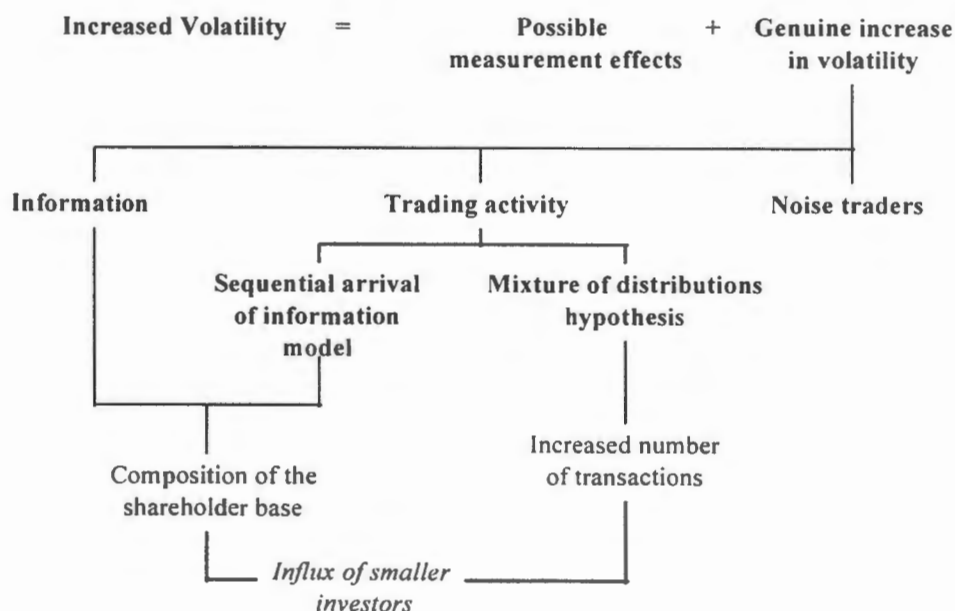 Increased Volatility = Possible + Genuine increase
measurement effects in volatility
Information Trading activity Noise traders
Sequential arrival Mixture of distributions
of information hypothesis
model
Increased number
of transactions
Composition of the
shareholder base
Influx of smaller
investors